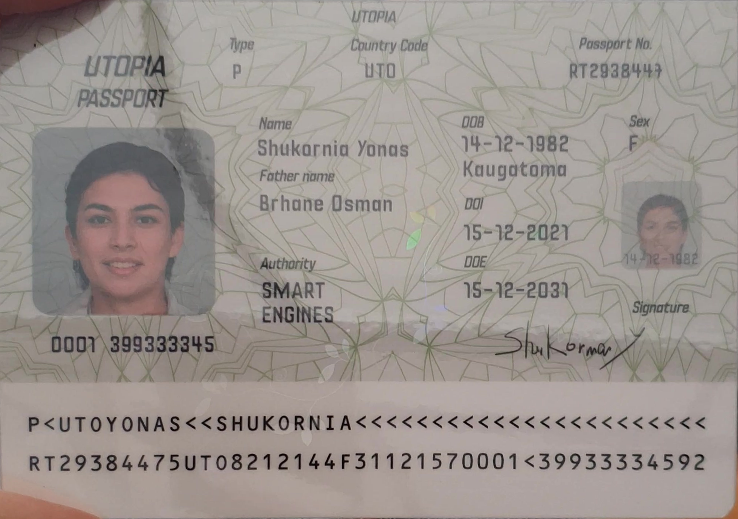 UTOPIA
UTOPIA
PASSPORT
Type
P
Country Code
UTO
Passport No.
RT2938447
Name
Shukornia Yonas
Father name
Brhane Osman
Authority
SMART
ENGINES
DOB
14-12-1982
Kaugatoma
DOI
15-12-2021
DOE
15-12-2031
Sex
F
14-12-1982
Signature
0001 399333345
P<UTOYONAS<<SHUKORNIA<<<<<<<<<<<<<<<<<<<<<<<
RT29384475UTO8212144F31121570001<39933334592